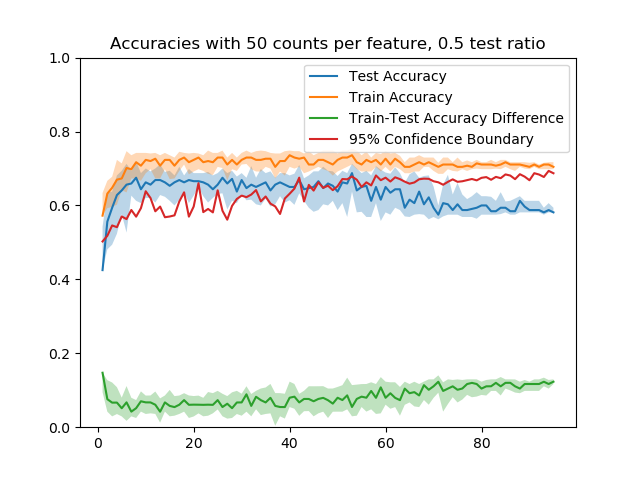 Accuracies with 50 counts per feature, 0.5 test ratio
1.0
0.8
0.6
0.4
0.2
0.0
Test Accuracy
Train Accuracy
Train-Test Accuracy Difference
95% Confidence Boundary
0 20 40 60 80